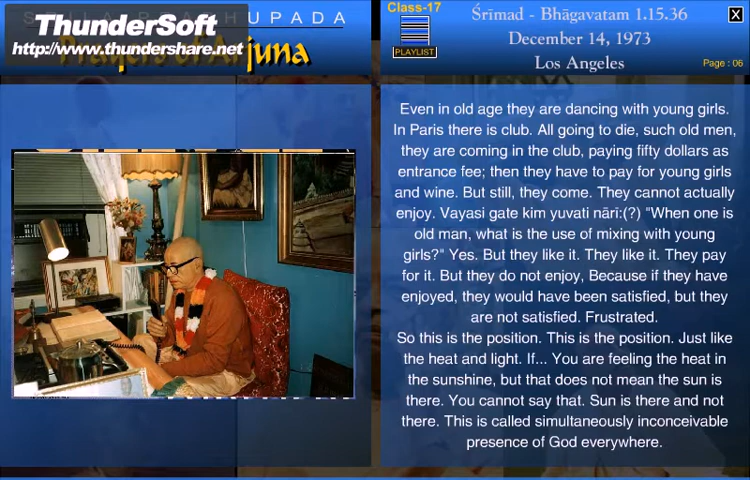 ThunderSoft
http://www.thundershare.net
Prayers of Arjuna
Class-17
PLAYLIST
Śrīmad - Bhāgavatam 1.15.36
December 14, 1973
Los Angeles
X
Page : 06
Even in old age they are dancing with young girls.
In Paris there is club. All going to die, such old men,
they are coming in the club, paying fifty dollars as
entrance fee; then they have to pay for young girls
and wine. But still, they come. They cannot actually
enjoy. Vayasi gate kim yuvati nārī:(?) "When one is
old man, what is the use of mixing with young
girls?" Yes. But they like it. They like it. They pay
for it. But they do not enjoy, Because if they have
enjoyed, they would have been satisfied, but they
are not satisfied. Frustrated.
So this is the position. This is the position. Just like
the heat and light. If... You are feeling the heat in
the sunshine, but that does not mean the sun is
there. You cannot say that. Sun is there and not
there. This is called simultaneously inconceivable
presence of God everywhere.